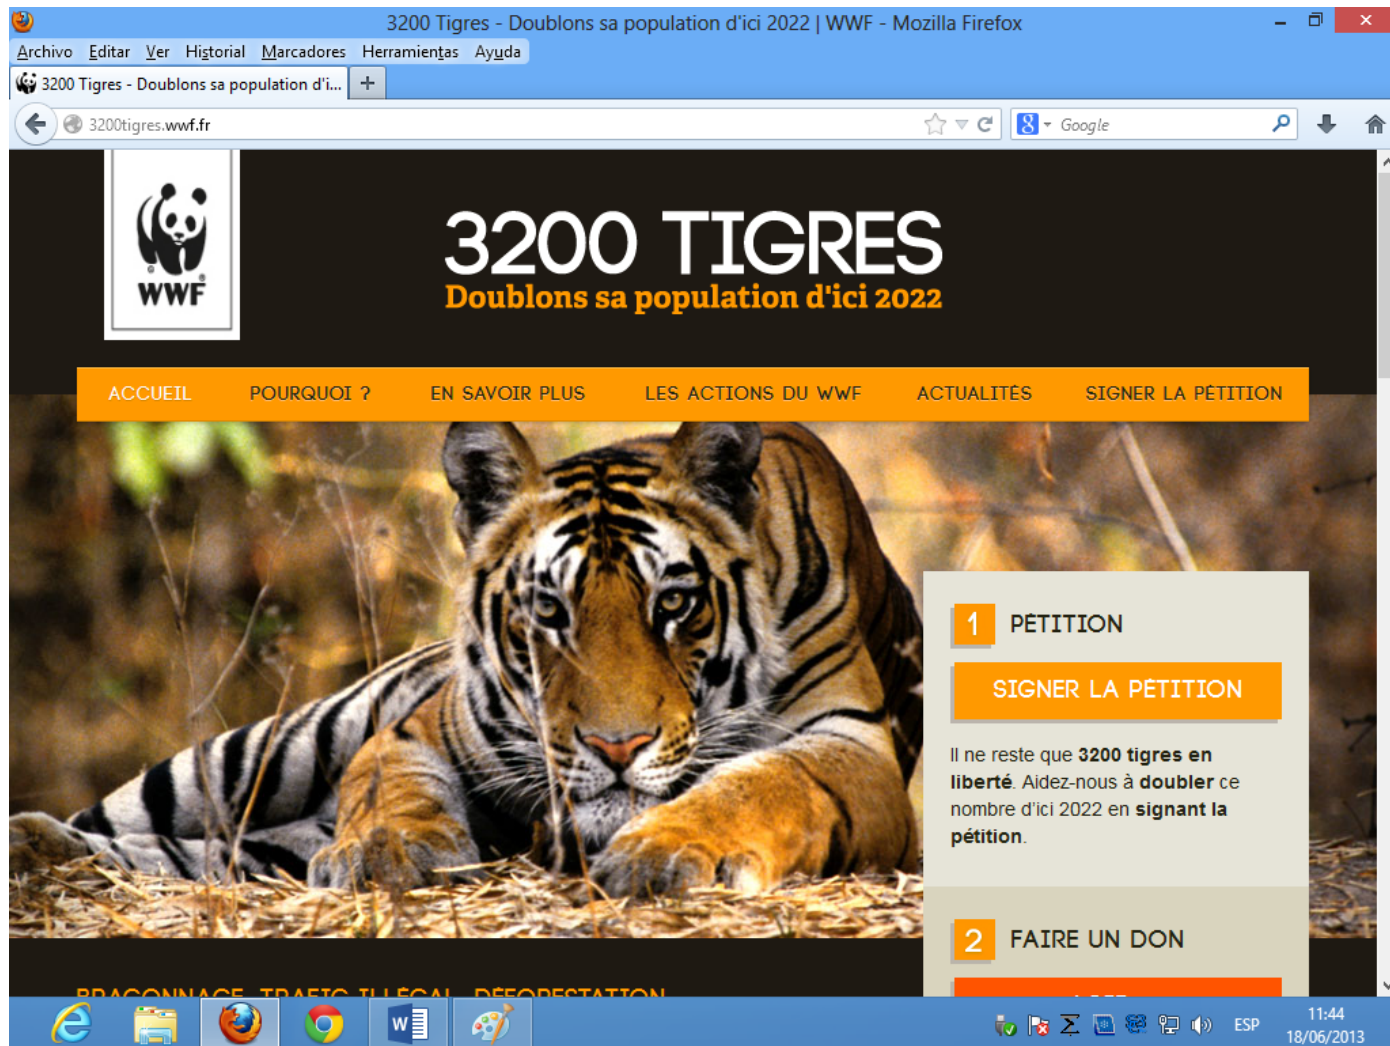 3200 Tigres - Doublons sa population d'ici 2022 | WWF - Mozilla Firefox
Archivo Editar Ver Historial Marcadores Herramientas Ayuda
3200 Tigres - Doublons sa population d'i...
3200tigres.wwf.fr
Google
WWF
3200 TIGRES
Doublons sa population d'ici 2022
ACCUEIL POURQUOI ? EN SAVOIR PLUS LES ACTIONS DU WWF ACTUALITÉS SIGNER LA PÉTITION
1 PÉTITION
SIGNER LA PÉTITION
Il ne reste que 3200 tigres en
liberté. Aidez-nous à doubler ce
nombre d'ici 2022 en signant la
pétition.
2 FAIRE UN DON
BRACONNAGE, TRAFIC ILLÉGAL, DÉFORESTATION
ESP
11:44
18/06/2013